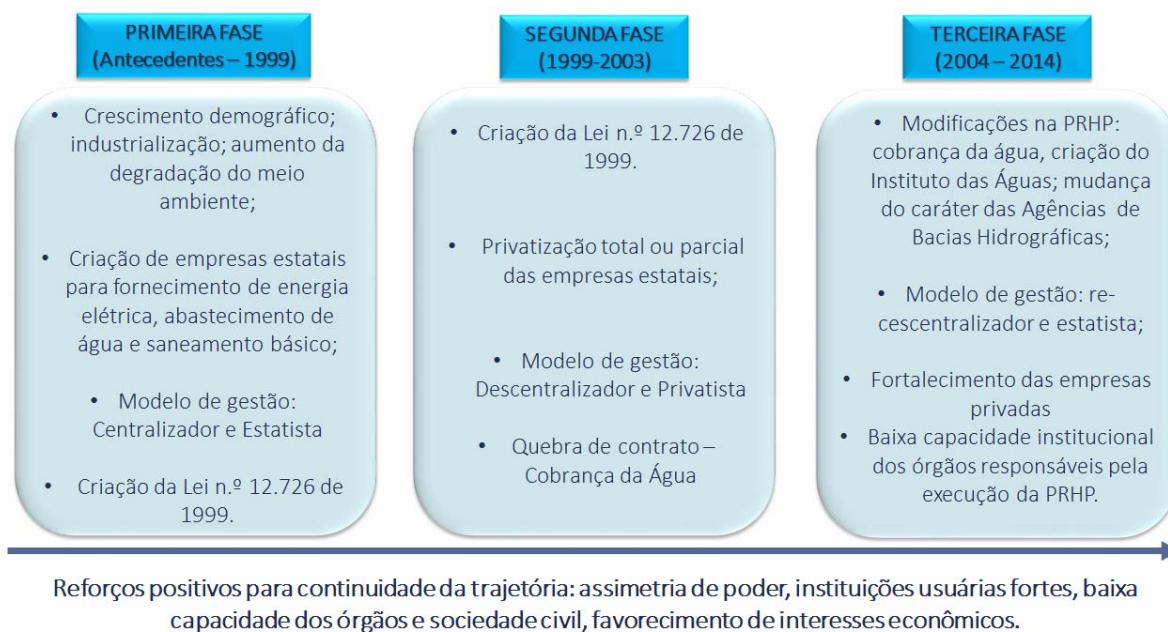 PRIMEIRA FASE
(Antecedentes – 1999)
• Crescimento demográfico;
industrialização; aumento da
degradação do meio
ambiente;
• Criação de empresas estatais
para fornecimento de energia
elétrica, abastecimento de
água e saneamento básico;
• Modelo de gestão:
Centralizador e Estatista
• Criação da Lei n.º 12.726 de
1999.
SEGUNDA FASE
(1999-2003)
• Criação da Lei n.º 12.726 de
1999.
• Privatização total ou parcial
das empresas estatais;
• Modelo de gestão:
Descentralizador e Privatista
• Quebra de contrato –
Cobrança da Água
TERCEIRA FASE
(2004 – 2014)
• Modificações na PRHP:
cobrança da água, criação do
Instituto das Águas; mudança
do caráter das Agências de
Bacias Hidrográficas;
• Modelo de gestão: re-
cescentralizador e estatista;
• Fortalecimento das empresas
privadas
• Baixa capacidade institucional
dos órgãos responsáveis pela
execução da PRHP.
Reforços positivos para continuidade da trajetória: assimetria de poder, instituições usuárias fortes, baixa
capacidade dos órgãos e sociedade civil, favorecimento de interesses econômicos.